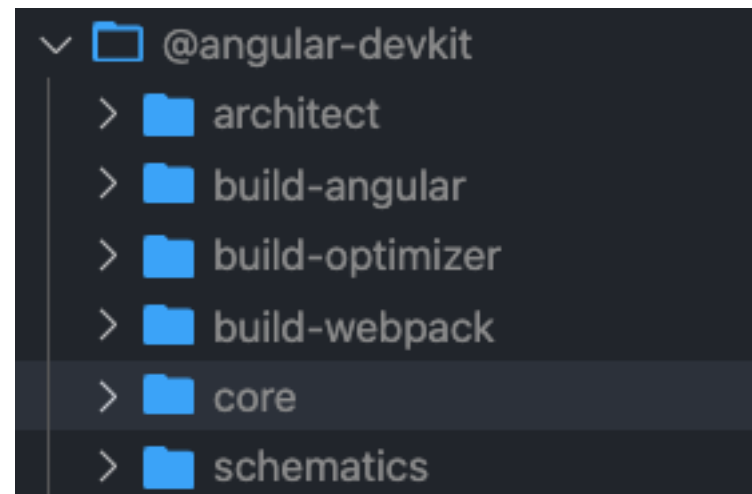 @angular-devkit
architect
build-angular
build-optimizer
build-webpack
core
schematics